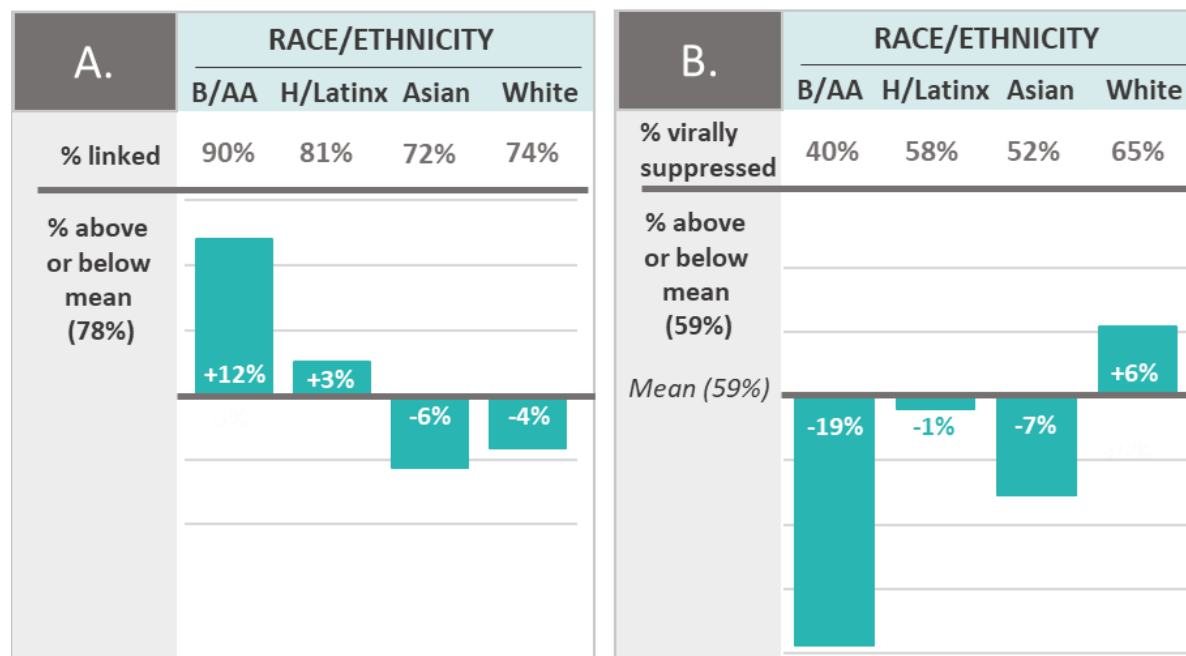 A.
RACE/ETHNICITY
B/AA H/Latinx Asian White
% linked 90% 81% 72% 74%
% above
or below
mean
(78%)
+12% +3% -6% -4%
B.
RACE/ETHNICITY
B/AA H/Latinx Asian White
% virally
suppressed
40% 58% 52% 65%
% above
or below
mean
(59%)
Mean (59%)
-19% -1% -7% +6%